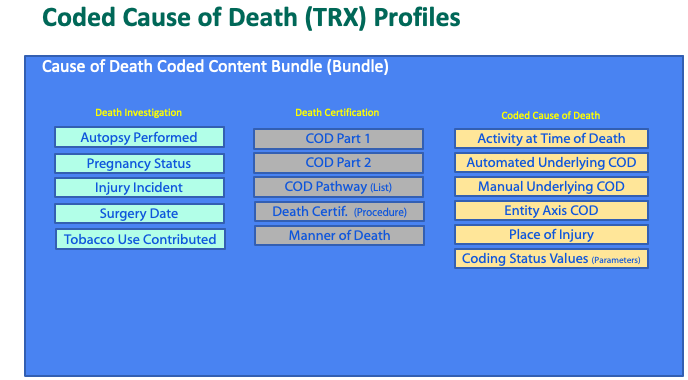 Coded Cause of Death (TRX) Profiles
Cause of Death Coded Content Bundle (Bundle)
Death Investigation
Autopsy Performed
Pregnancy Status
Injury Incident
Surgery Date
Tobacco Use Contributed
Death Certification
COD Part 1
COD Part 2
COD Pathway (List)
Death Certif. (Procedure)
Manner of Death
Coded Cause of Death
Activity at Time of Death
Automated Underlying COD
Manual Underlying COD
Entity Axis COD
Place of Injury
Coding Status Values (Parameters)